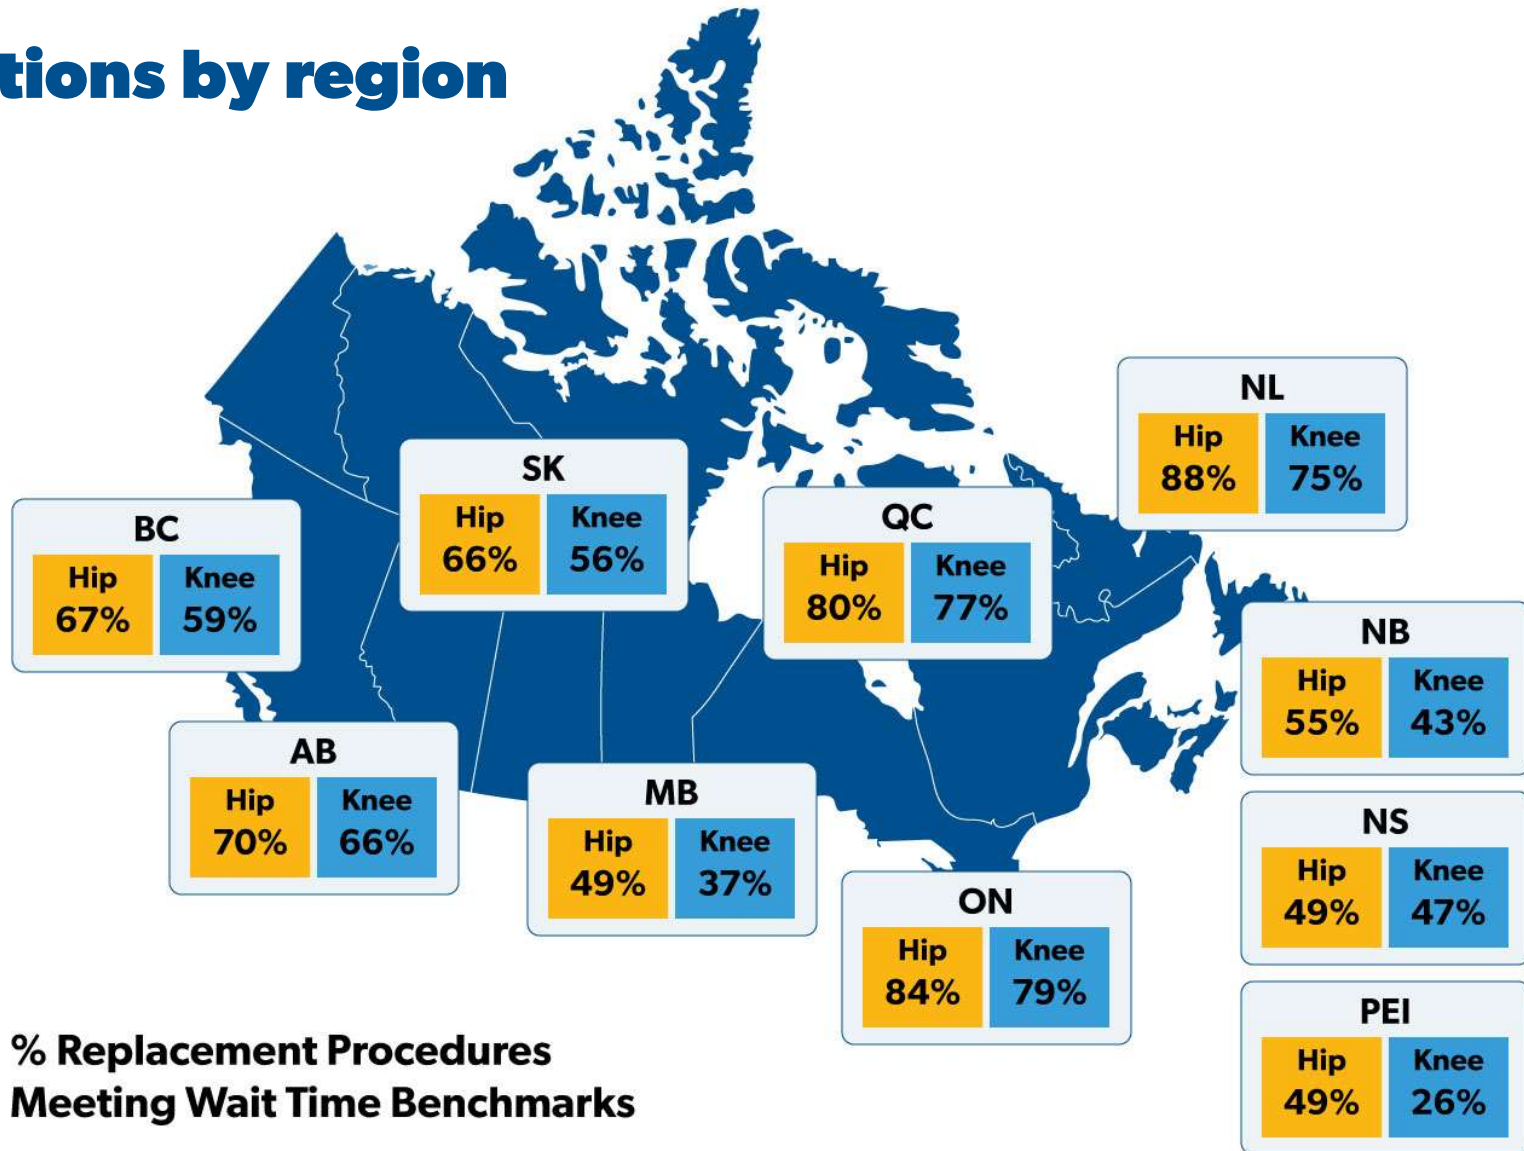 tions by region
NL
Hip Knee
88% 75%
SK
Hip Knee
66% 56%
QC
Hip Knee
80% 77%
BC
Hip Knee
67% 59%
NB
Hip Knee
55% 43%
AB
Hip Knee
70% 66%
MB
Hip Knee
49% 37%
NS
Hip Knee
49% 47%
ON
Hip Knee
84% 79%
PEI
Hip Knee
49% 26%
% Replacement Procedures
Meeting Wait Time Benchmarks